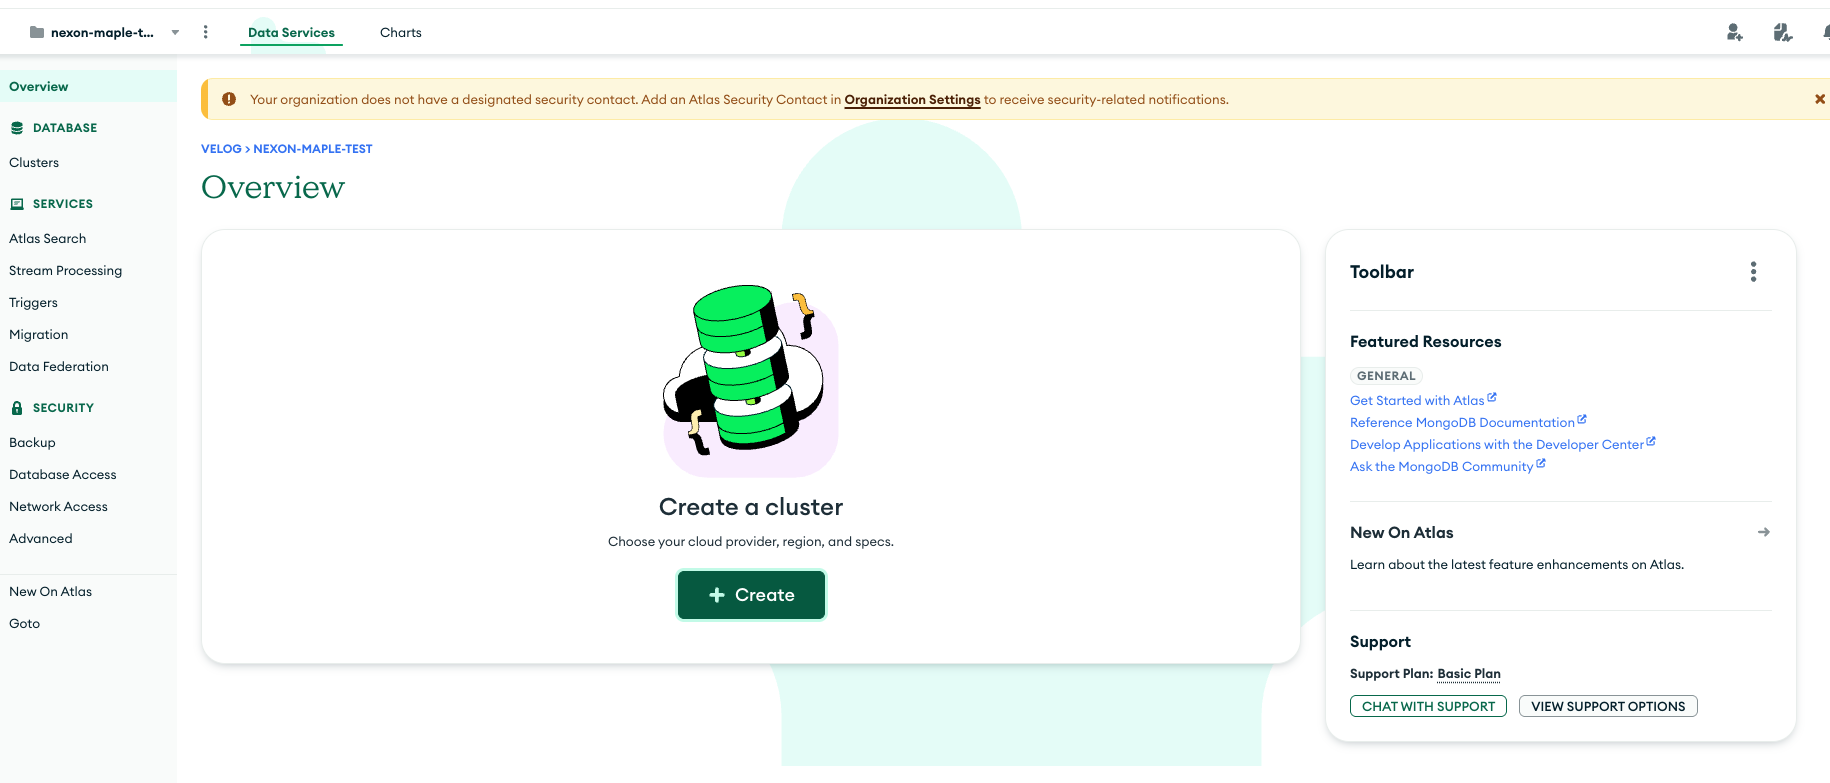 nexon-maple-t...
Data Services
Charts
Overview
DATABASE
Clusters
SERVICES
Atlas Search
Stream Processing
Triggers
Migration
Data Federation
SECURITY
Backup
Database Access
Network Access
Advanced
New On Atlas
Goto
Your organization does not have a designated security contact. Add an Atlas Security Contact in Organization Settings to receive security-related notifications.
VELOG > NEXON-MAPLE-TEST
Overview
Create a cluster
Choose your cloud provider, region, and specs.
+ Create
Toolbar
Featured Resources
GENERAL
Get Started with Atlas
Reference MongoDB Documentation
Develop Applications with the Developer Center
Ask the MongoDB Community
New On Atlas
Learn about the latest feature enhancements on Atlas.
Support
Support Plan: Basic Plan
CHAT WITH SUPPORT
VIEW SUPPORT OPTIONS